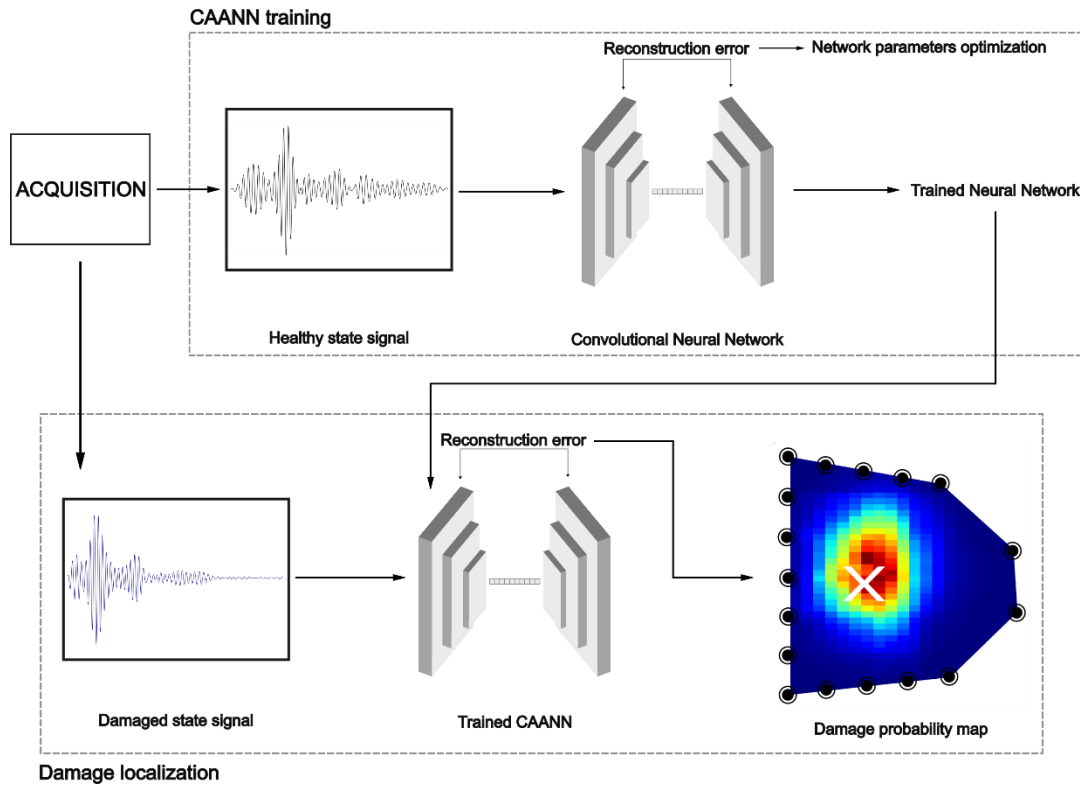 CAANN training
Reconstruction error
Network parameters optimization
ACQUISITION
Trained Neural Network
Healthy state signal
Convolutional Neural Network
Reconstruction error
Damaged state signal
Trained CAANN
Damage probability map
Damage localization